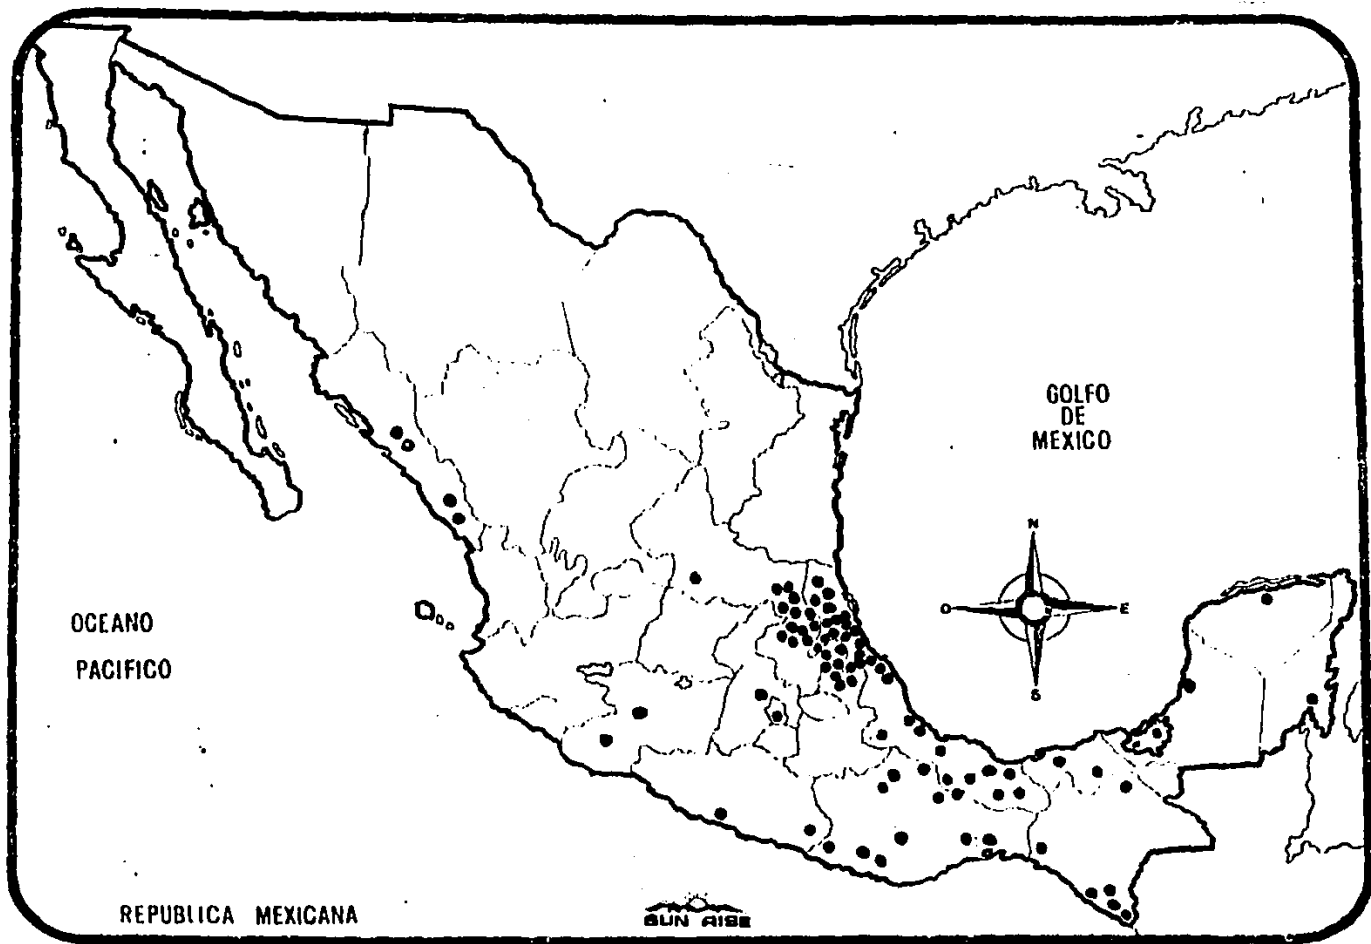 GOLFO
DE
MEXICO
N
O
E
S
OCEANO
PACIFICO
REPUBLICA MEXICANA
SUN RISE